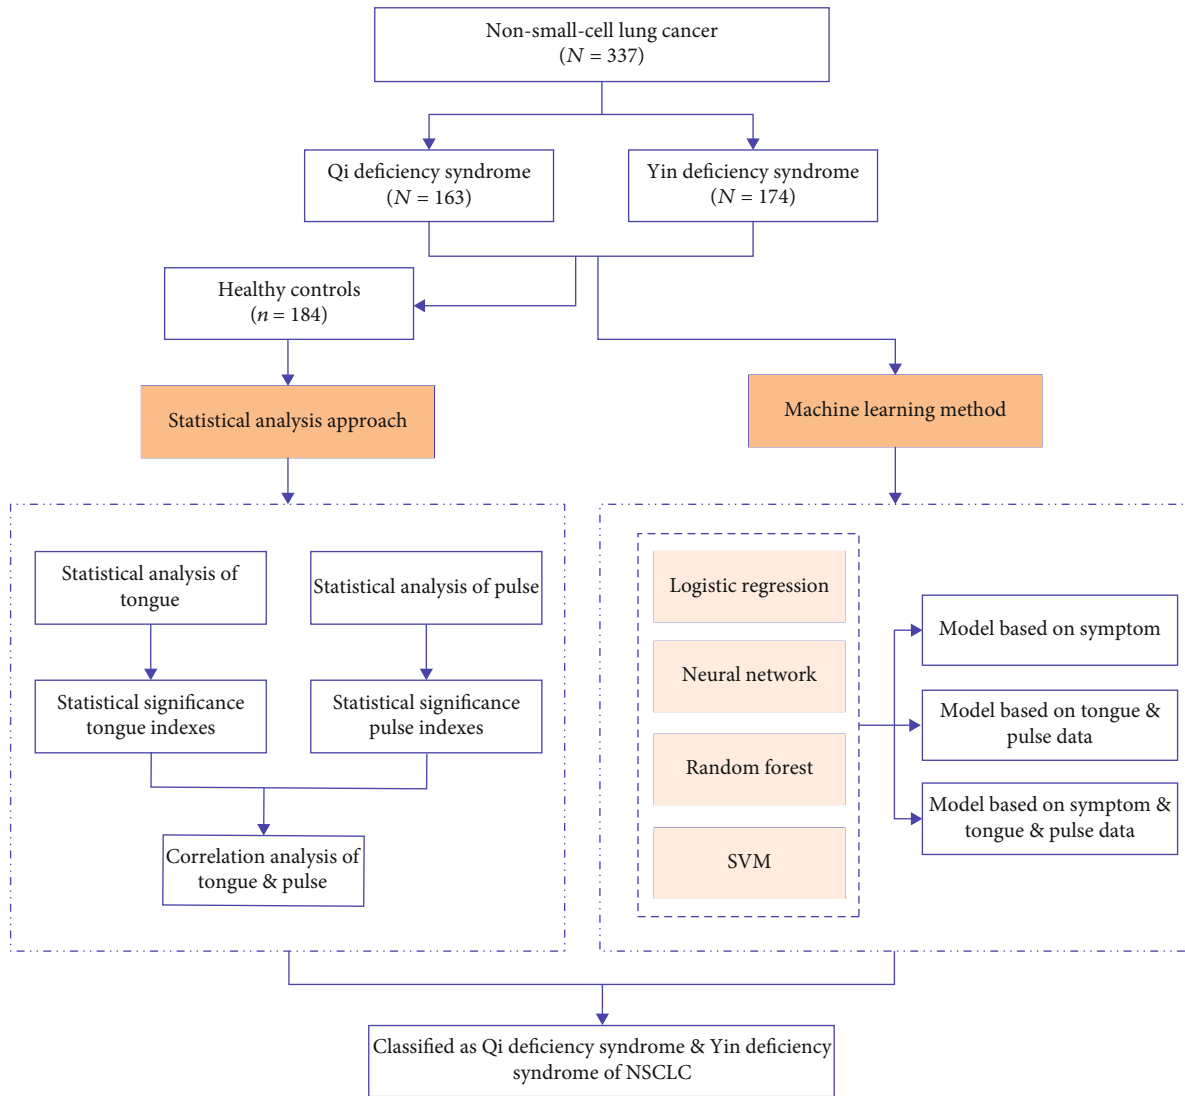 Non-small-cell lung cancer
(N = 337)
Qi deficiency syndrome
(N = 163)
Yin deficiency syndrome
(N = 174)
Healthy controls
(n = 184)
Statistical analysis approach
Machine learning method
Statistical analysis of
tongue
Statistical analysis of pulse
Statistical significance
tongue indexes
Statistical significance
pulse indexes
Correlation analysis of
tongue & pulse
Logistic regression
Neural network
Random forest
SVM
Model based on symptom
Model based on tongue &
pulse data
Model based on symptom &
tongue & pulse data
Classified as Qi deficiency syndrome & Yin deficiency
syndrome of NSCLC